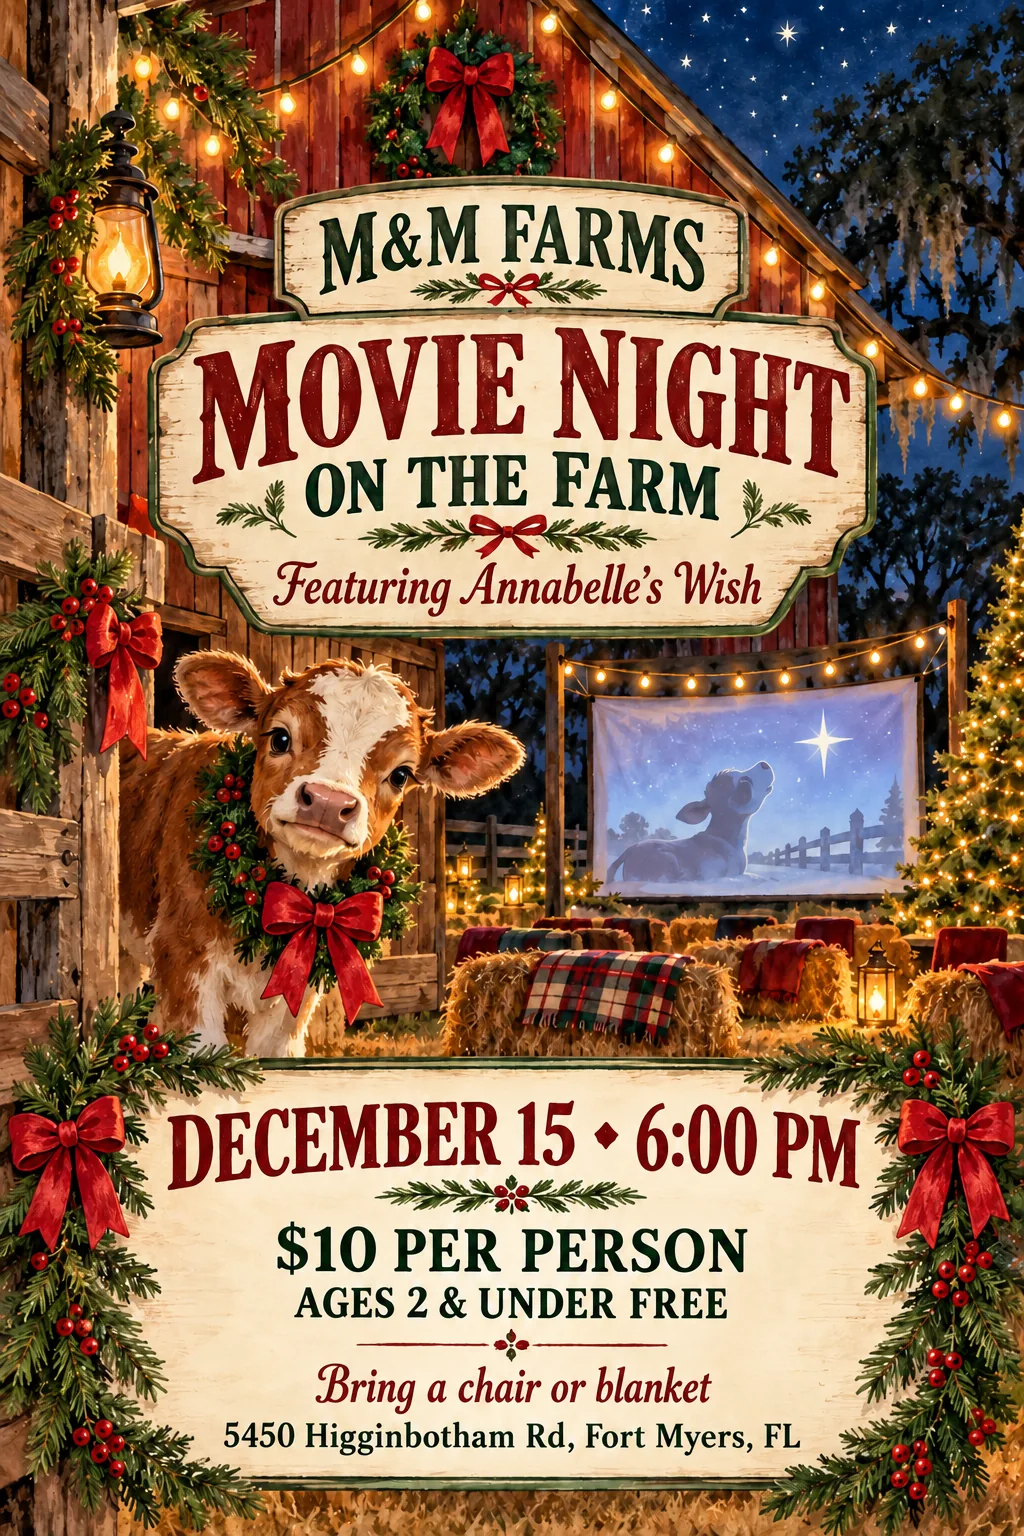 M&M FARMS
MOVIE NIGHT
ON THE FARM
Featuring Annabelle's Wish
DECEMBER 15 ♦ 6:00 PM
$10 PER PERSON
AGES 2 & UNDER FREE
Bring a chair or blanket
5450 Higginbotham Rd, Fort Myers, FL